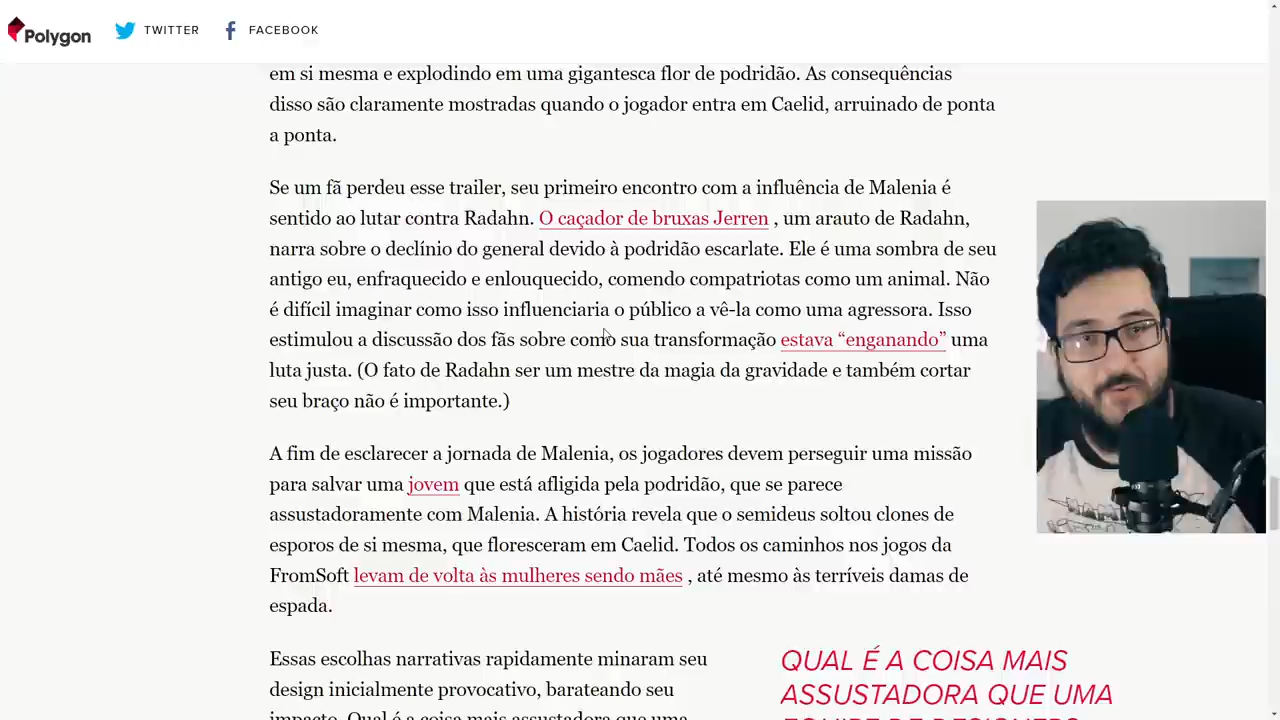 Polygon
TWITTER
FACEBOOK
em si mesma e explodindo em uma gigantesca flor de podridão. As consequências
disso são claramente mostradas quando o jogador entra em Caelid, arruinado de ponta
a ponta.
Se um fã perdeu esse trailer, seu primeiro encontro com a influência de Malenia é
sentido ao lutar contra Radahn. O caçador de bruxas Jerren , um arauto de Radahn,
narra sobre o declínio do general devido à podridão escarlate. Ele é uma sombra de seu
antigo eu, enfraquecido e enlouquecido, comendo compatriotas como um animal. Não
é difícil imaginar como isso influenciaria o público a vê-la como uma agressora. Isso
estimulou a discussão dos fãs sobre como sua transformação estava “enganando” uma
luta justa. (O fato de Radahn ser um mestre da magia da gravidade e também cortar
seu braço não é importante.)
A fim de esclarecer a jornada de Malenia, os jogadores devem perseguir uma missão
para salvar uma jovem que está afligida pela podridão, que se parece
assustadoramente com Malenia. A história revela que o semideus soltou clones de
esporos de si mesma, que floresceram em Caelid. Todos os caminhos nos jogos da
FromSoft levam de volta às mulheres sendo mães , até mesmo às terríveis damas de
espada.
Essas escolhas narrativas rapidamente minaram seu
design inicialmente provocativo, barateando seu
impacto. Qual é a coisa mais assustadora que uma
QUAL É A COISA MAIS
ASSUSTADORA QUE UMA
EQUIPE DE DESIGNERS